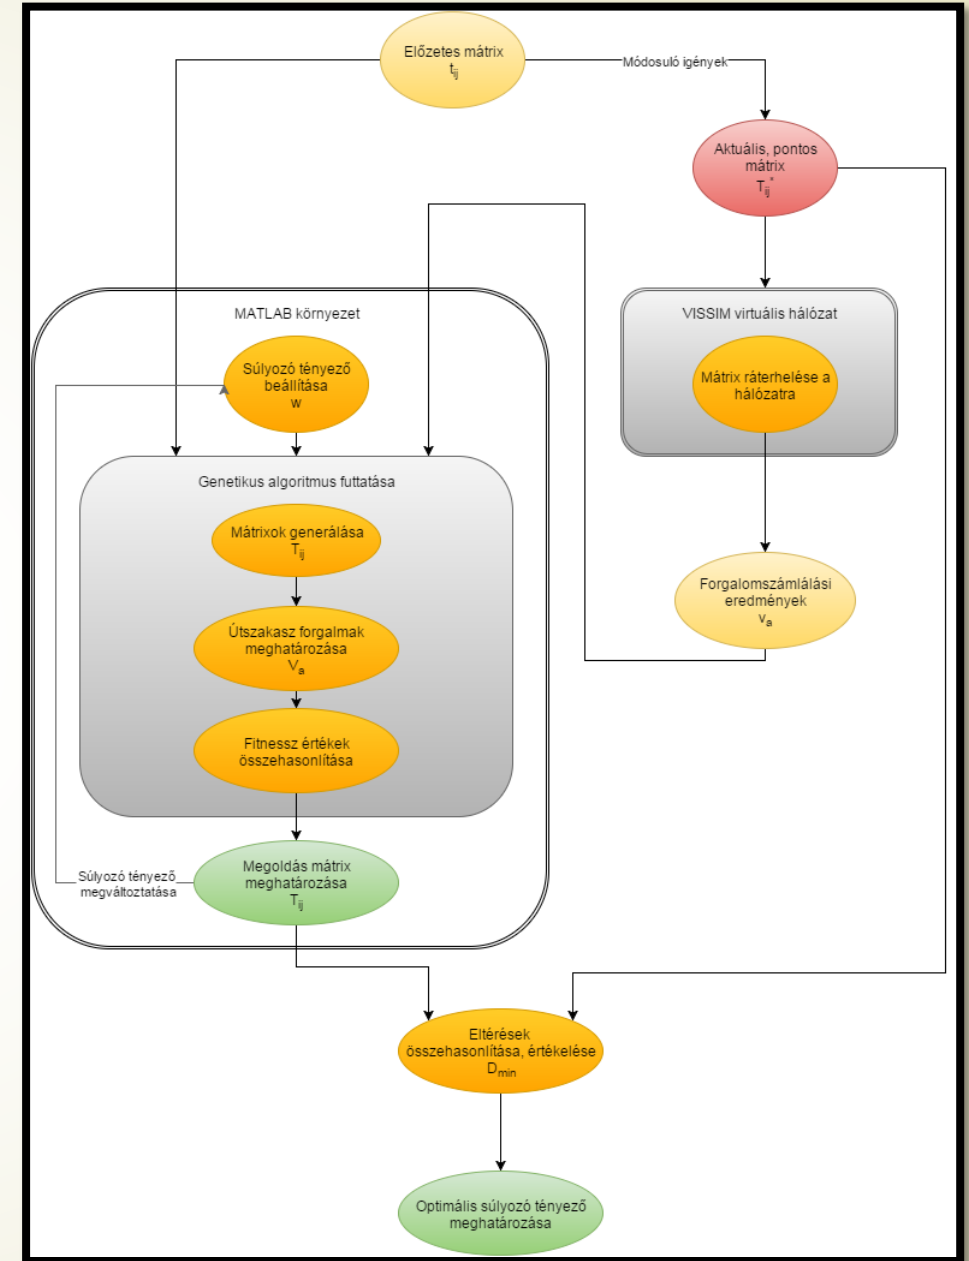 Előzetes mátrix
tij
Módosuló igények
Aktuális, pontos
mátrix
Tij*
MATLAB környezet
VISSIM virtuális hálózat
Súlyozó tényező
beállítása
w
Mátrix ráterhelése a
hálózatra
Genetikus algoritmus futtatása
Mátrixok generálása
Tij
Forgalomszámlálási
eredmények
va
Útszakasz forgalmak
meghatározása
Va
Fitnessz értékek
összehasonlítása
Megoldás mátrix
meghatározása
Tij
Súlyozó tényező
megváltoztatása
Eltérések
összehasonlítása, értékelése
Dmin
Optimális súlyozó tényező
meghatározása